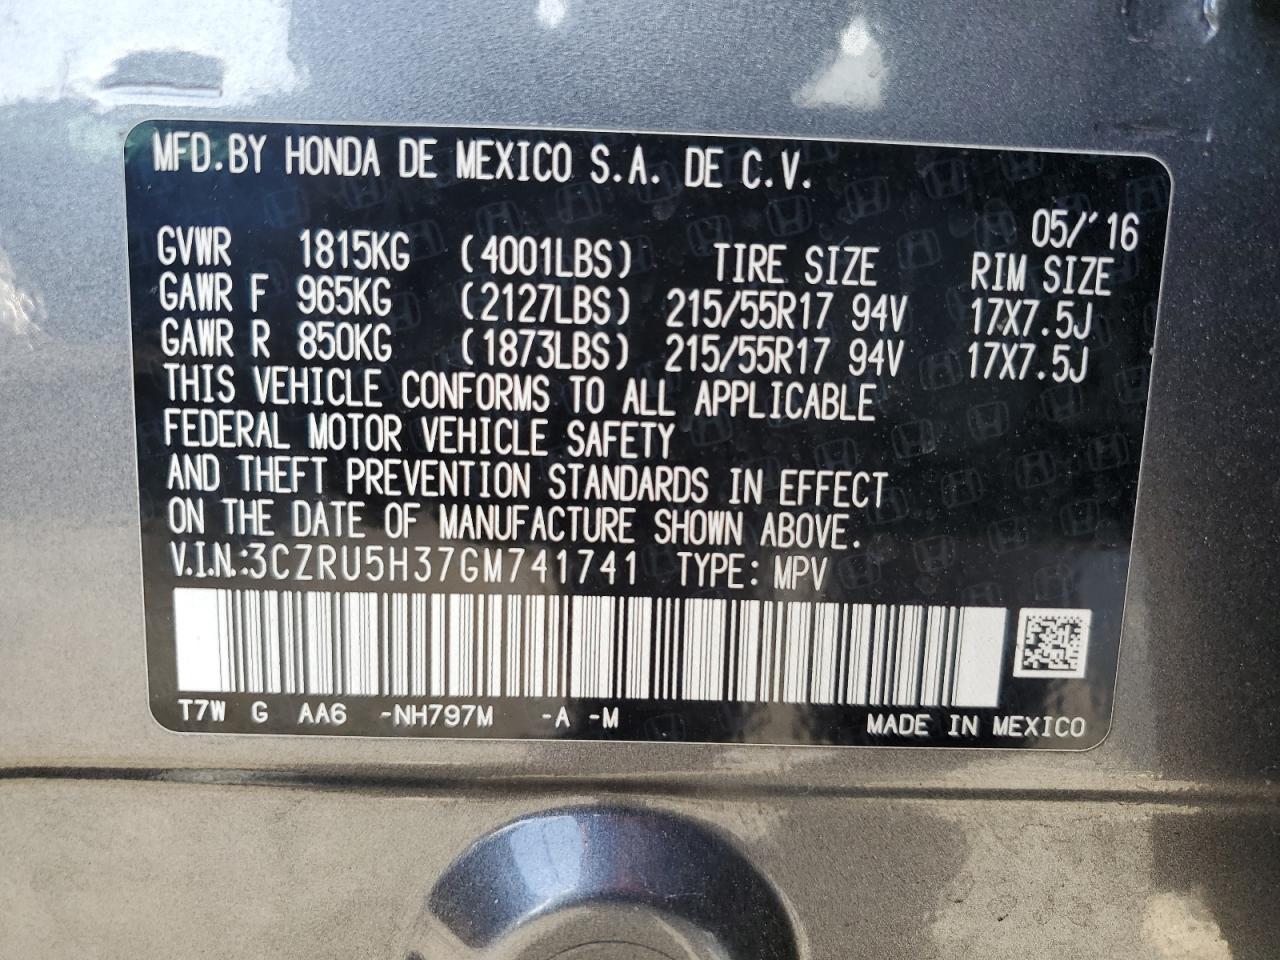 MFD.BY HONDA DE MEXICO S.A. DE C.V.
05/'16
GVWR 1815KG (4001LBS) TIRE SIZE RIM SIZE
GAWR F 965KG (2127LBS) 215/55R17 94V 17X7.5J
GAWR R 850KG (1873LBS) 215/55R17 94V 17X7.5J
THIS VEHICLE CONFORMS TO ALL APPLICABLE
FEDERAL MOTOR VEHICLE SAFETY
AND THEFT PREVENTION STANDARDS IN EFFECT
ON THE DATE OF MANUFACTURE SHOWN ABOVE.
V.I.N.:3CZRU5H37GM741741 TYPE: MPV
T7W G AA6 -NH797M -A -M MADE IN MEXICO